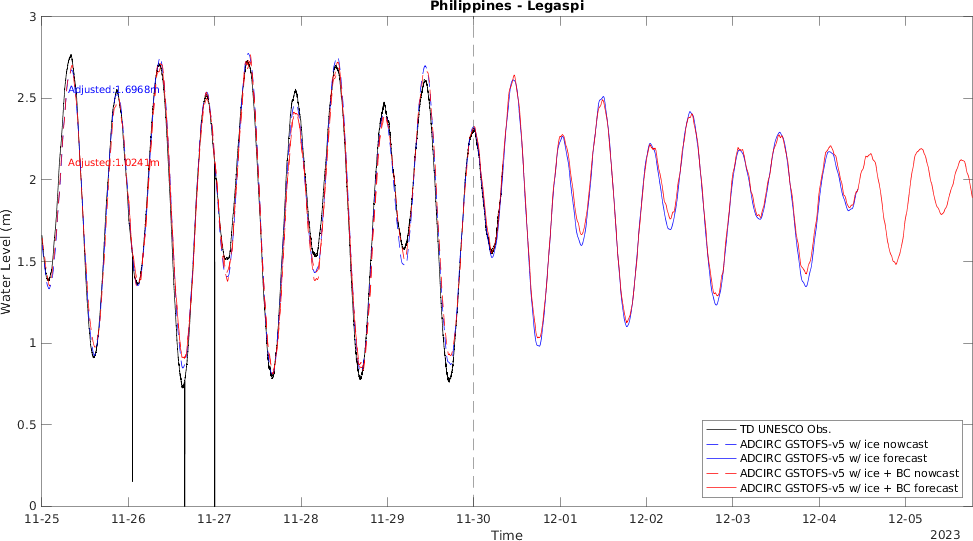 Philippines - Legaspi
3
2.5
2
1.5
1
0.5
0
Water Level (m)
Adjusted:1.6968m
Adjusted:1.0241m
TD UNESCO Obs.
ADCIRC GSTOFS-v5 w/ ice nowcast
ADCIRC GSTOFS-v5 w/ ice forecast
ADCIRC GSTOFS-v5 w/ ice + BC nowcast
ADCIRC GSTOFS-v5 w/ ice + BC forecast
11-25 11-26 11-27 11-28 11-29 11-30 12-01 12-02 12-03 12-04 12-05
Time
2023